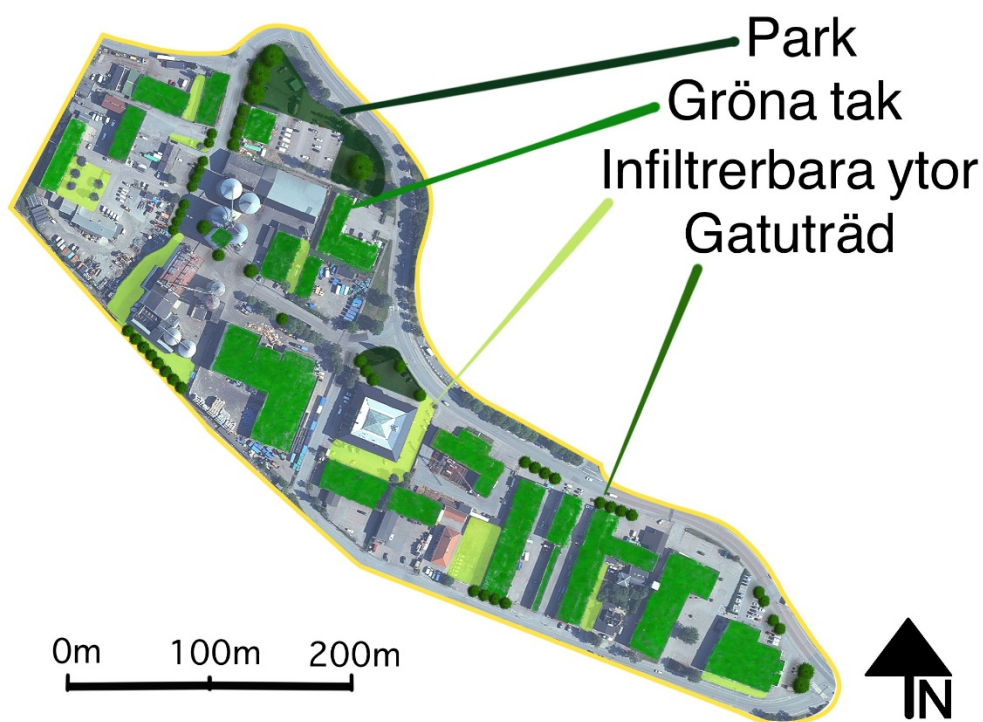 Park
Gröna tak
Infiltrerbara ytor
Gatuträd
0m 100m 200m
N